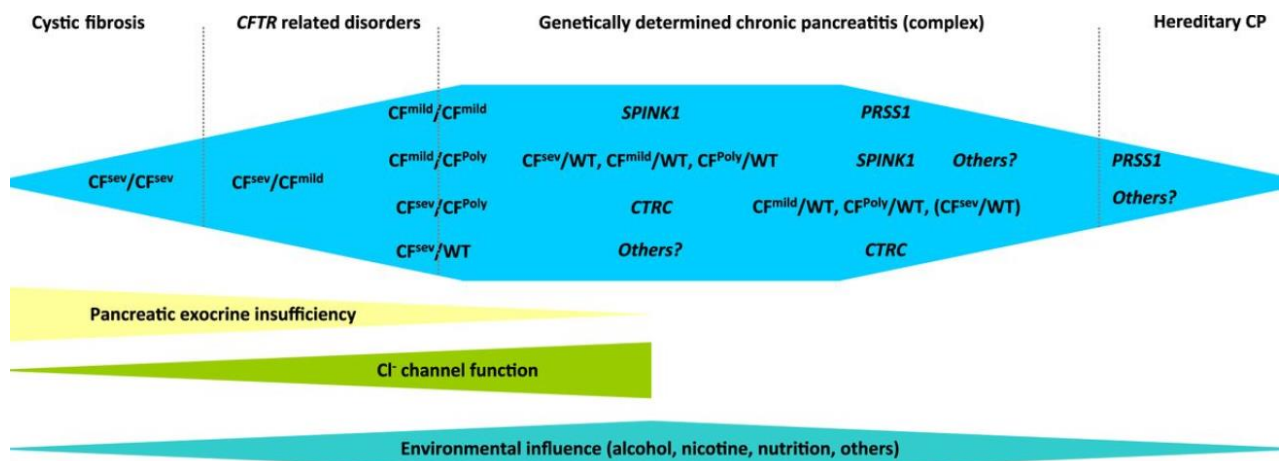 Cystic fibrosis
CFTR related disorders
Genetically determined chronic pancreatitis (complex)
Hereditary CP
CFmild/CFmild
SPINK1
PRSS1
CFmild/CFPoly
CFsev/WT, CFmild/WT, CFPoly/WT
SPINK1
Others?
PRSS1
CFsev/CFsev
CFsev/CFmild
Others?
CFsev/CFPoly
CTRC
CFmild/WT, CFPoly/WT, (CFsev/WT)
CFsev/WT
Others?
CTRC
Pancreatic exocrine insufficiency
Cl- channel function
Environmental influence (alcohol, nicotine, nutrition, others)